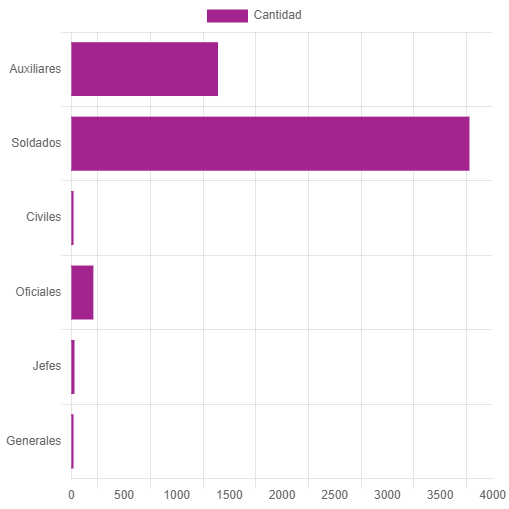 Cantidad
Auxiliares
Soldados
Civiles
Oficiales
Jefes
Generales
0 500 1000 1500 2000 2500 3000 3500 4000